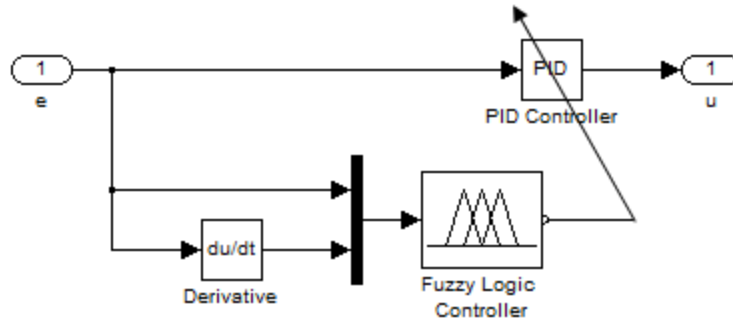 1
e
PID
PID Controller
1
u
du/dt
Derivative
Fuzzy Logic
Controller